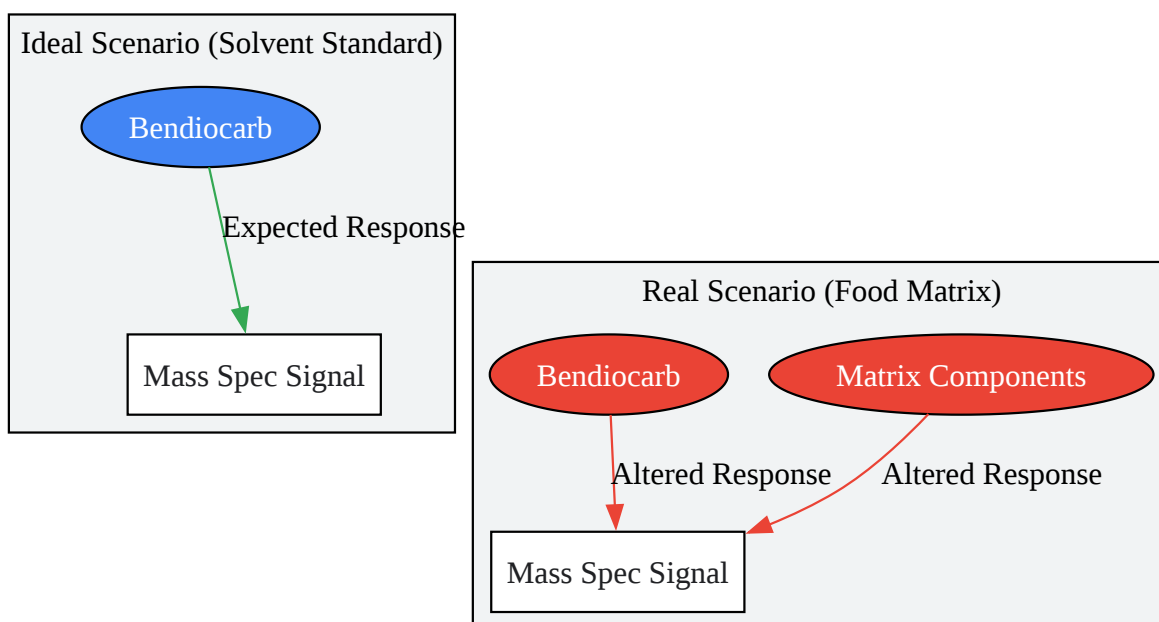 Ideal Scenario (Solvent Standard)
Bendiocarb
Expected Response
Mass Spec Signal
Real Scenario (Food Matrix)
Bendiocarb
Matrix Components
Altered Response
Altered Response
Mass Spec Signal